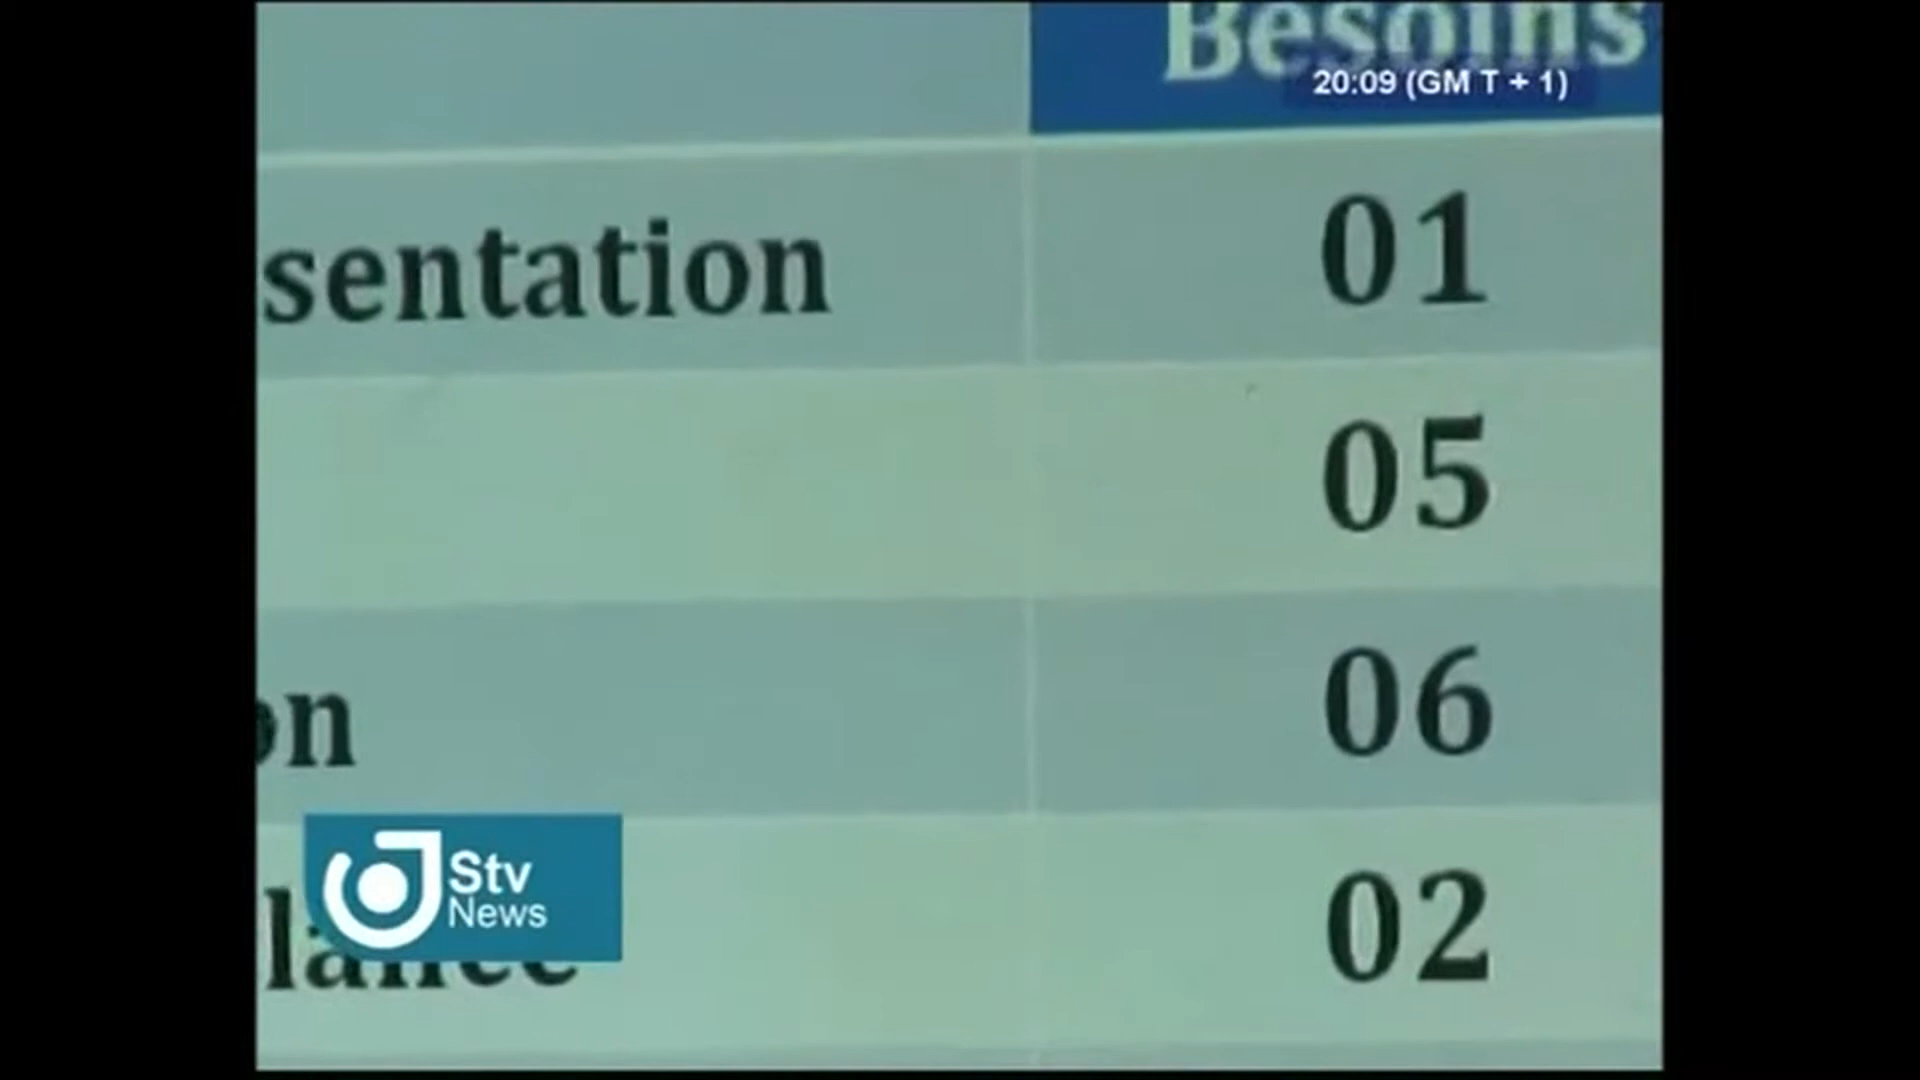 Besoins
20:09 (GMT + 1)
sentation 01
05
on 06
02
Stv
News